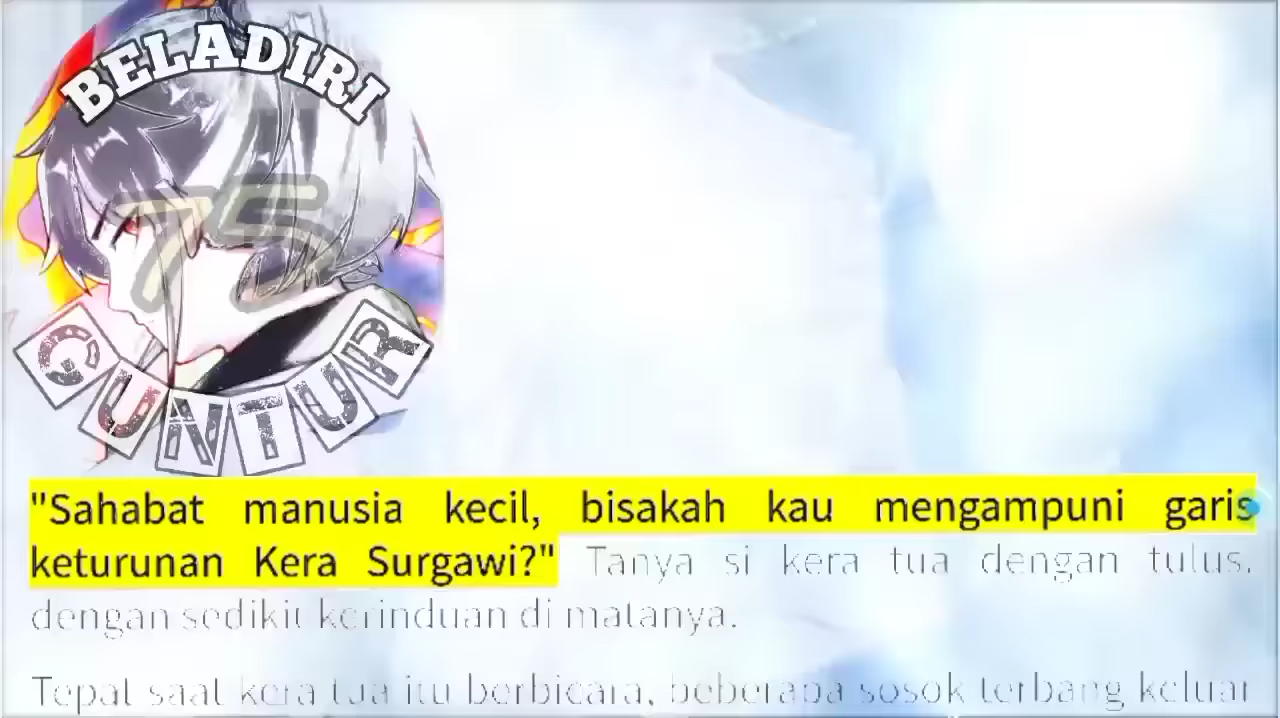 BELADIRI
75
GUNTUR
"Sahabat manusia kecil, bisakah kau mengampuni garis
keturunan Kera Surgawi?" Tanya si kera tua dengan tulus,
dengan sedikit kerinduan di matanya.
Tepat saat kera tua itu berbicara, beberapa sosok terbang keluar